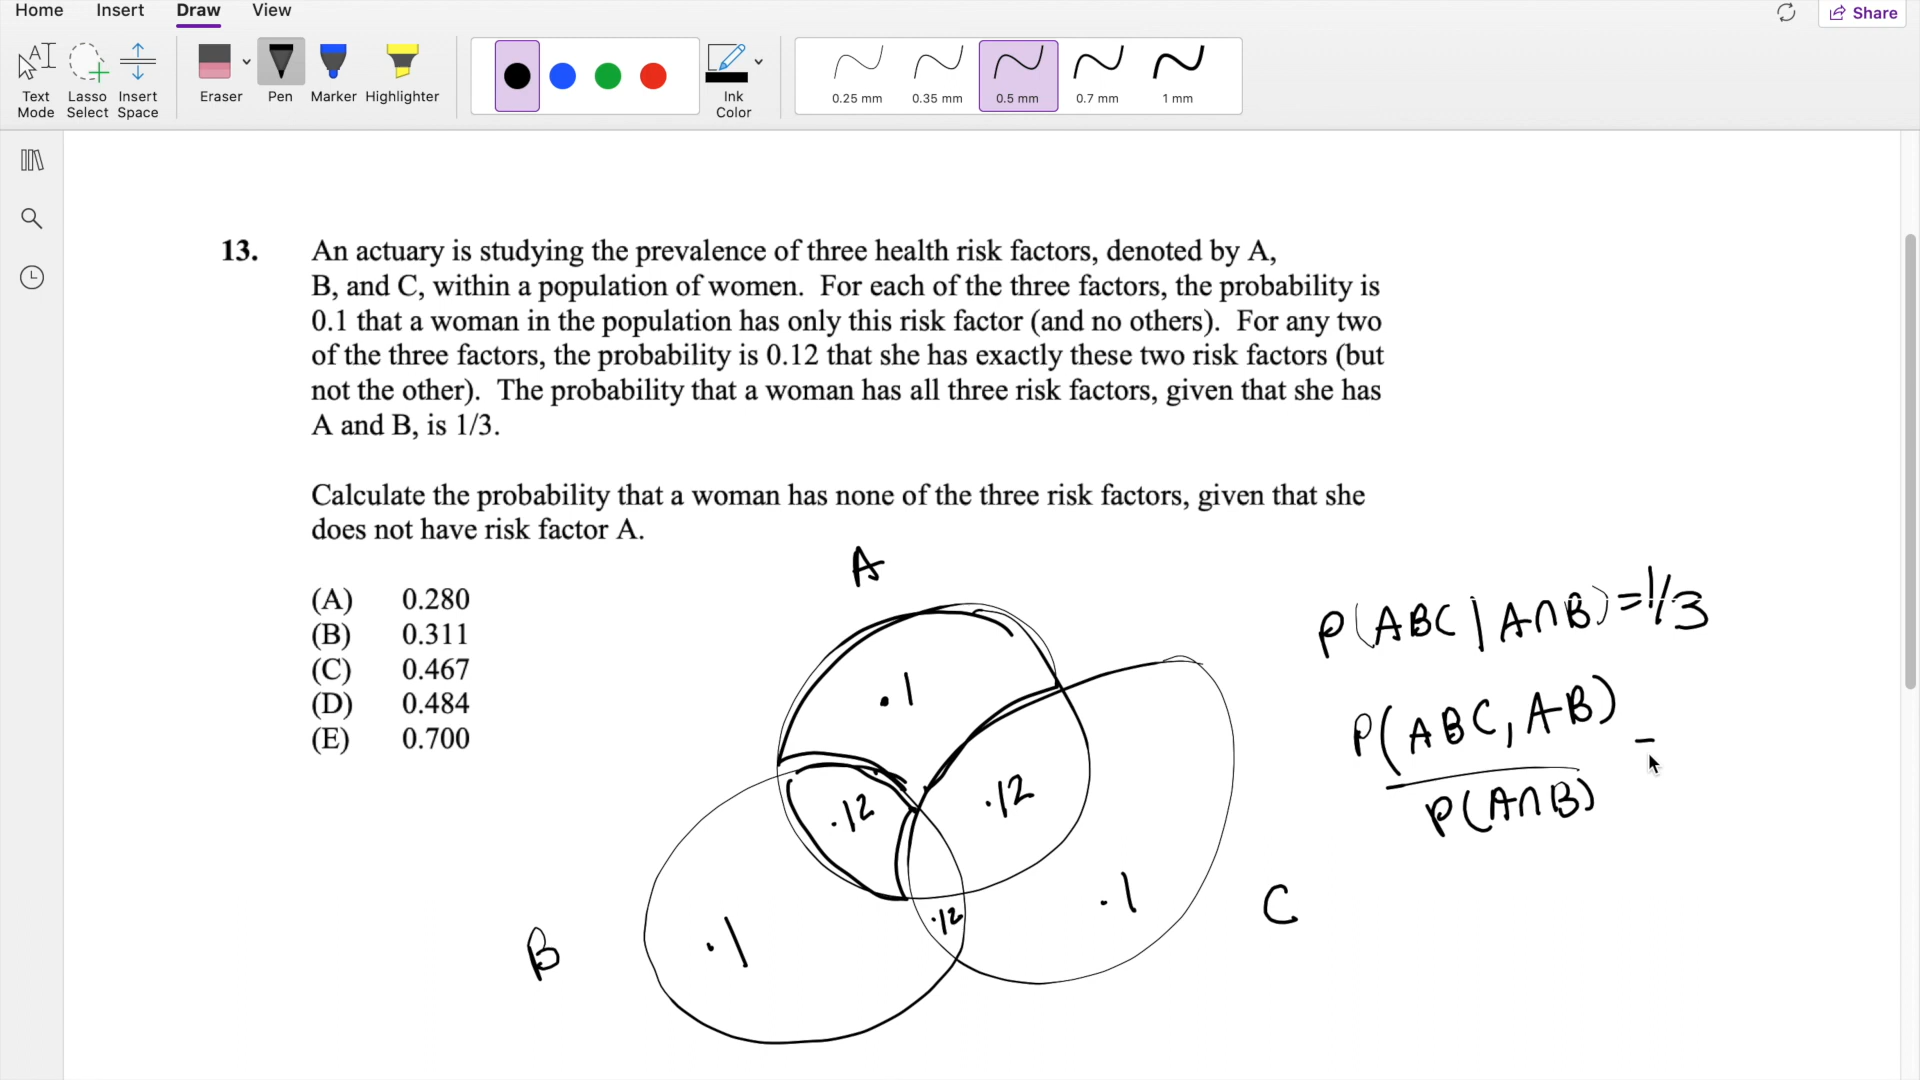 Home Insert Draw View
Share
Text Mode
Lasso Select
Insert Space
Eraser
Pen
Marker
Highlighter
Ink Color
0.25 mm
0.35 mm
0.5 mm
0.7 mm
1 mm
13. An actuary is studying the prevalence of three health risk factors, denoted by A,
B, and C, within a population of women. For each of the three factors, the probability is
0.1 that a woman in the population has only this risk factor (and no others). For any two
of the three factors, the probability is 0.12 that she has exactly these two risk factors (but
not the other). The probability that a woman has all three risk factors, given that she has
A and B, is 1/3.
Calculate the probability that a woman has none of the three risk factors, given that she
does not have risk factor A.
(A) 0.280
(B) 0.311
(C) 0.467
(D) 0.484
(E) 0.700
A
.1
.12
.12
.12
.1
.1
B
C
P(ABC | A∩B) = 1/3
P(ABC, AB)
P(A∩B)
=